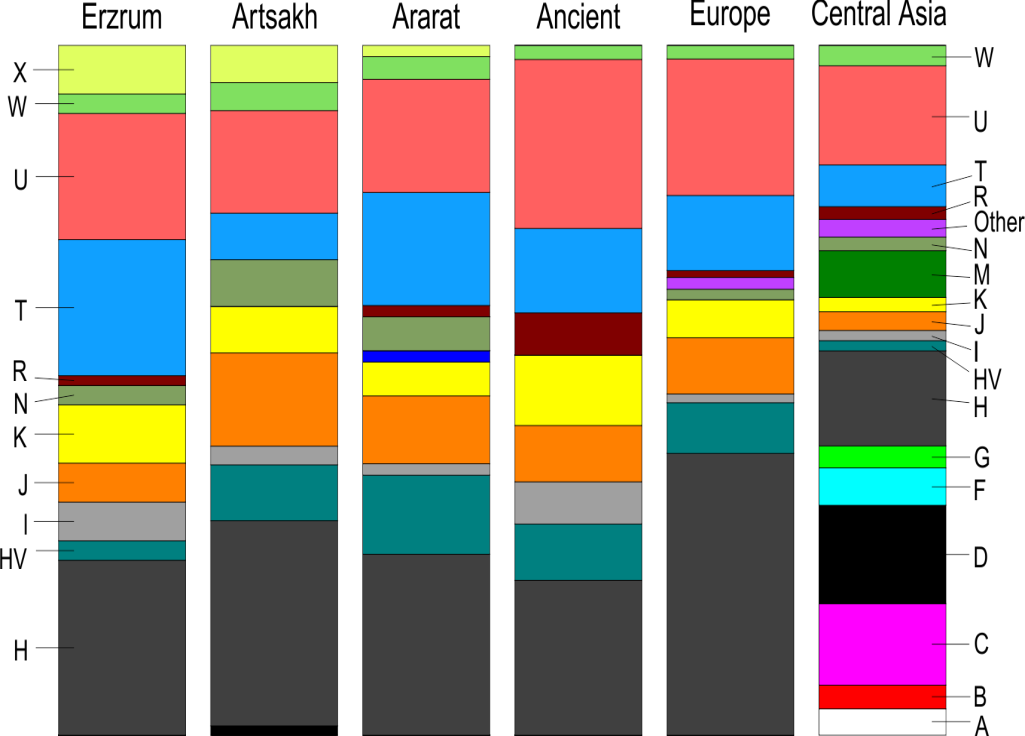 Erzrum Artsakh Ararat Ancient Europe Central Asia
X
W
U
T
R
N
K
J
I
HV
H
W
U
T
R
Other
N
M
K
J
I
HV
H
G
F
D
C
B
A